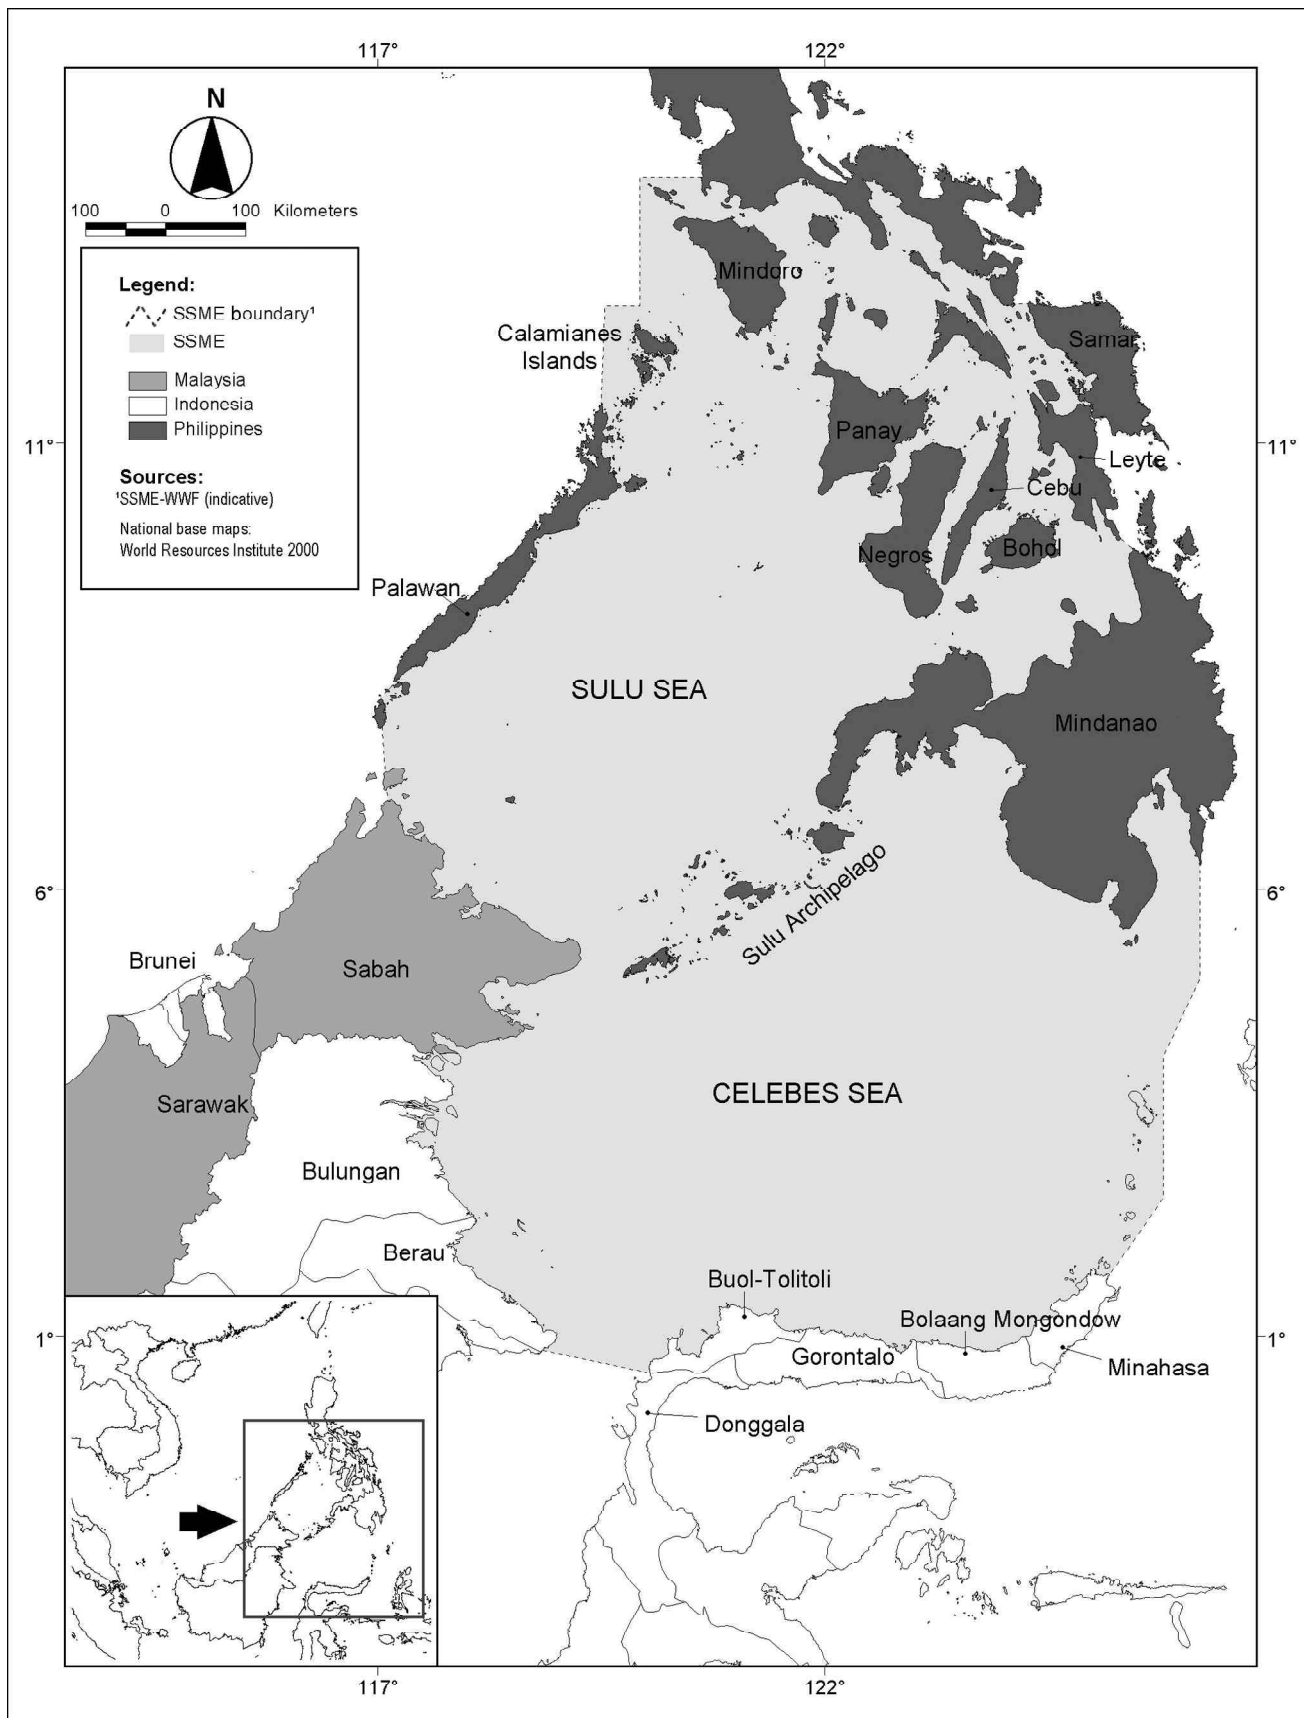 117°
122°
N
100 0 100 Kilometers
Legend:
SSME boundary¹
SSME
Malaysia
Indonesia
Philippines
Sources:
¹SSME-WWF (indicative)
National base maps:
World Resources Institute 2000
Mindoro
Calamianes
Islands
Samar
Panay
11°
11°
Leyte
Cebu
Negros
Bohol
Palawan
SULU SEA
Mindanao
Sulu Archipelago
6°
6°
Brunei
Sabah
CELEBES SEA
Sarawak
Bulungan
Berau
Buol-Tolitoli
Bolaang Mongondow
1°
1°
Gorontalo
Minahasa
Donggala
117°
122°